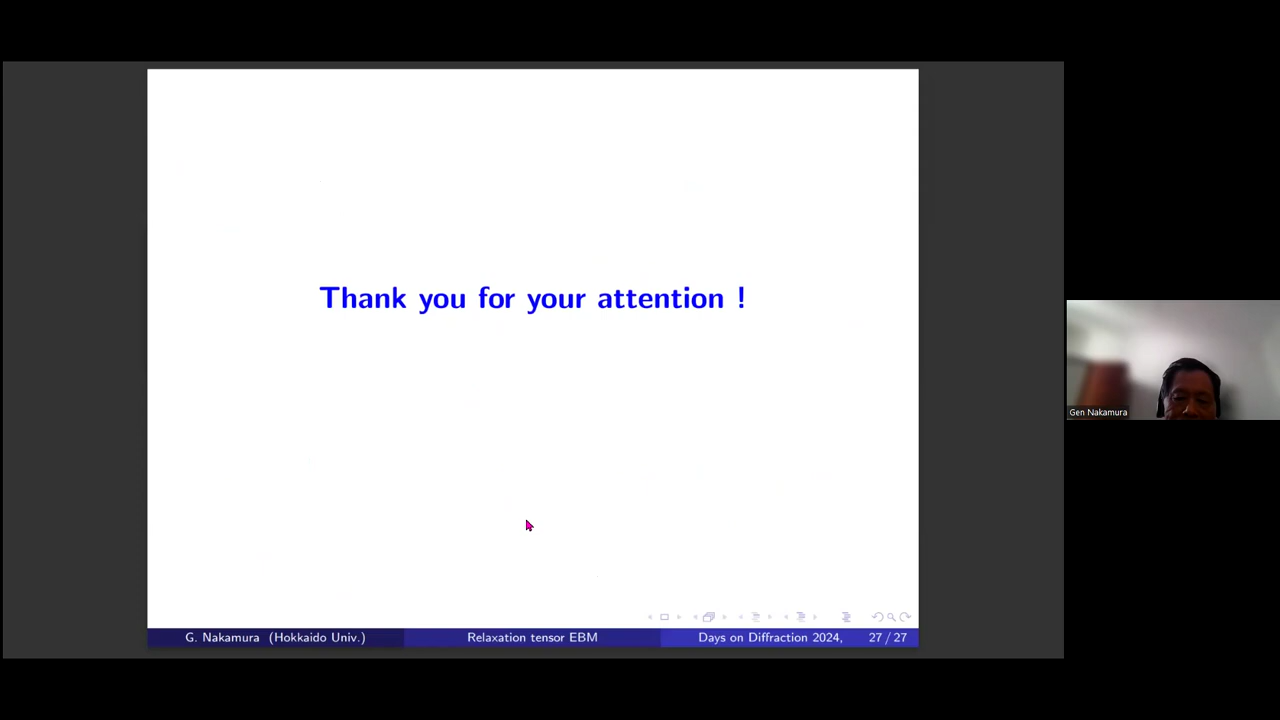 Thank you for your attention !
Gen Nakamura
G. Nakamura (Hokkaido Univ.) Relaxation tensor EBM Days on Diffraction 2024, 27 / 27